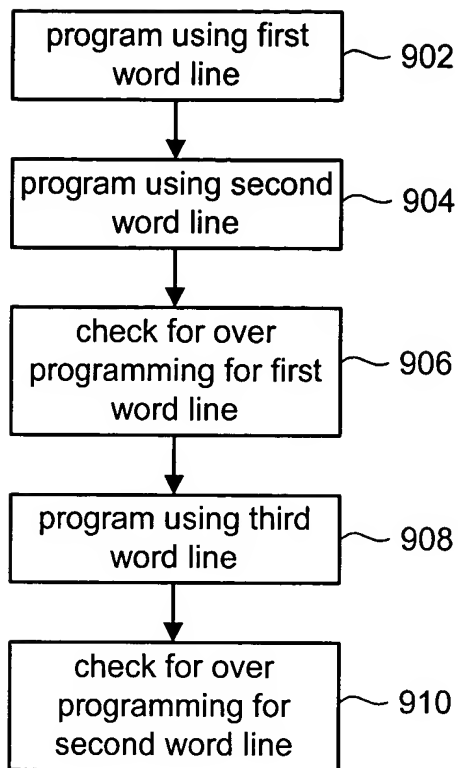 program using first
word line
902
program using second
word line
904
check for over
programming for first
word line
906
program using third
word line
908
check for over
programming for
second word line
910